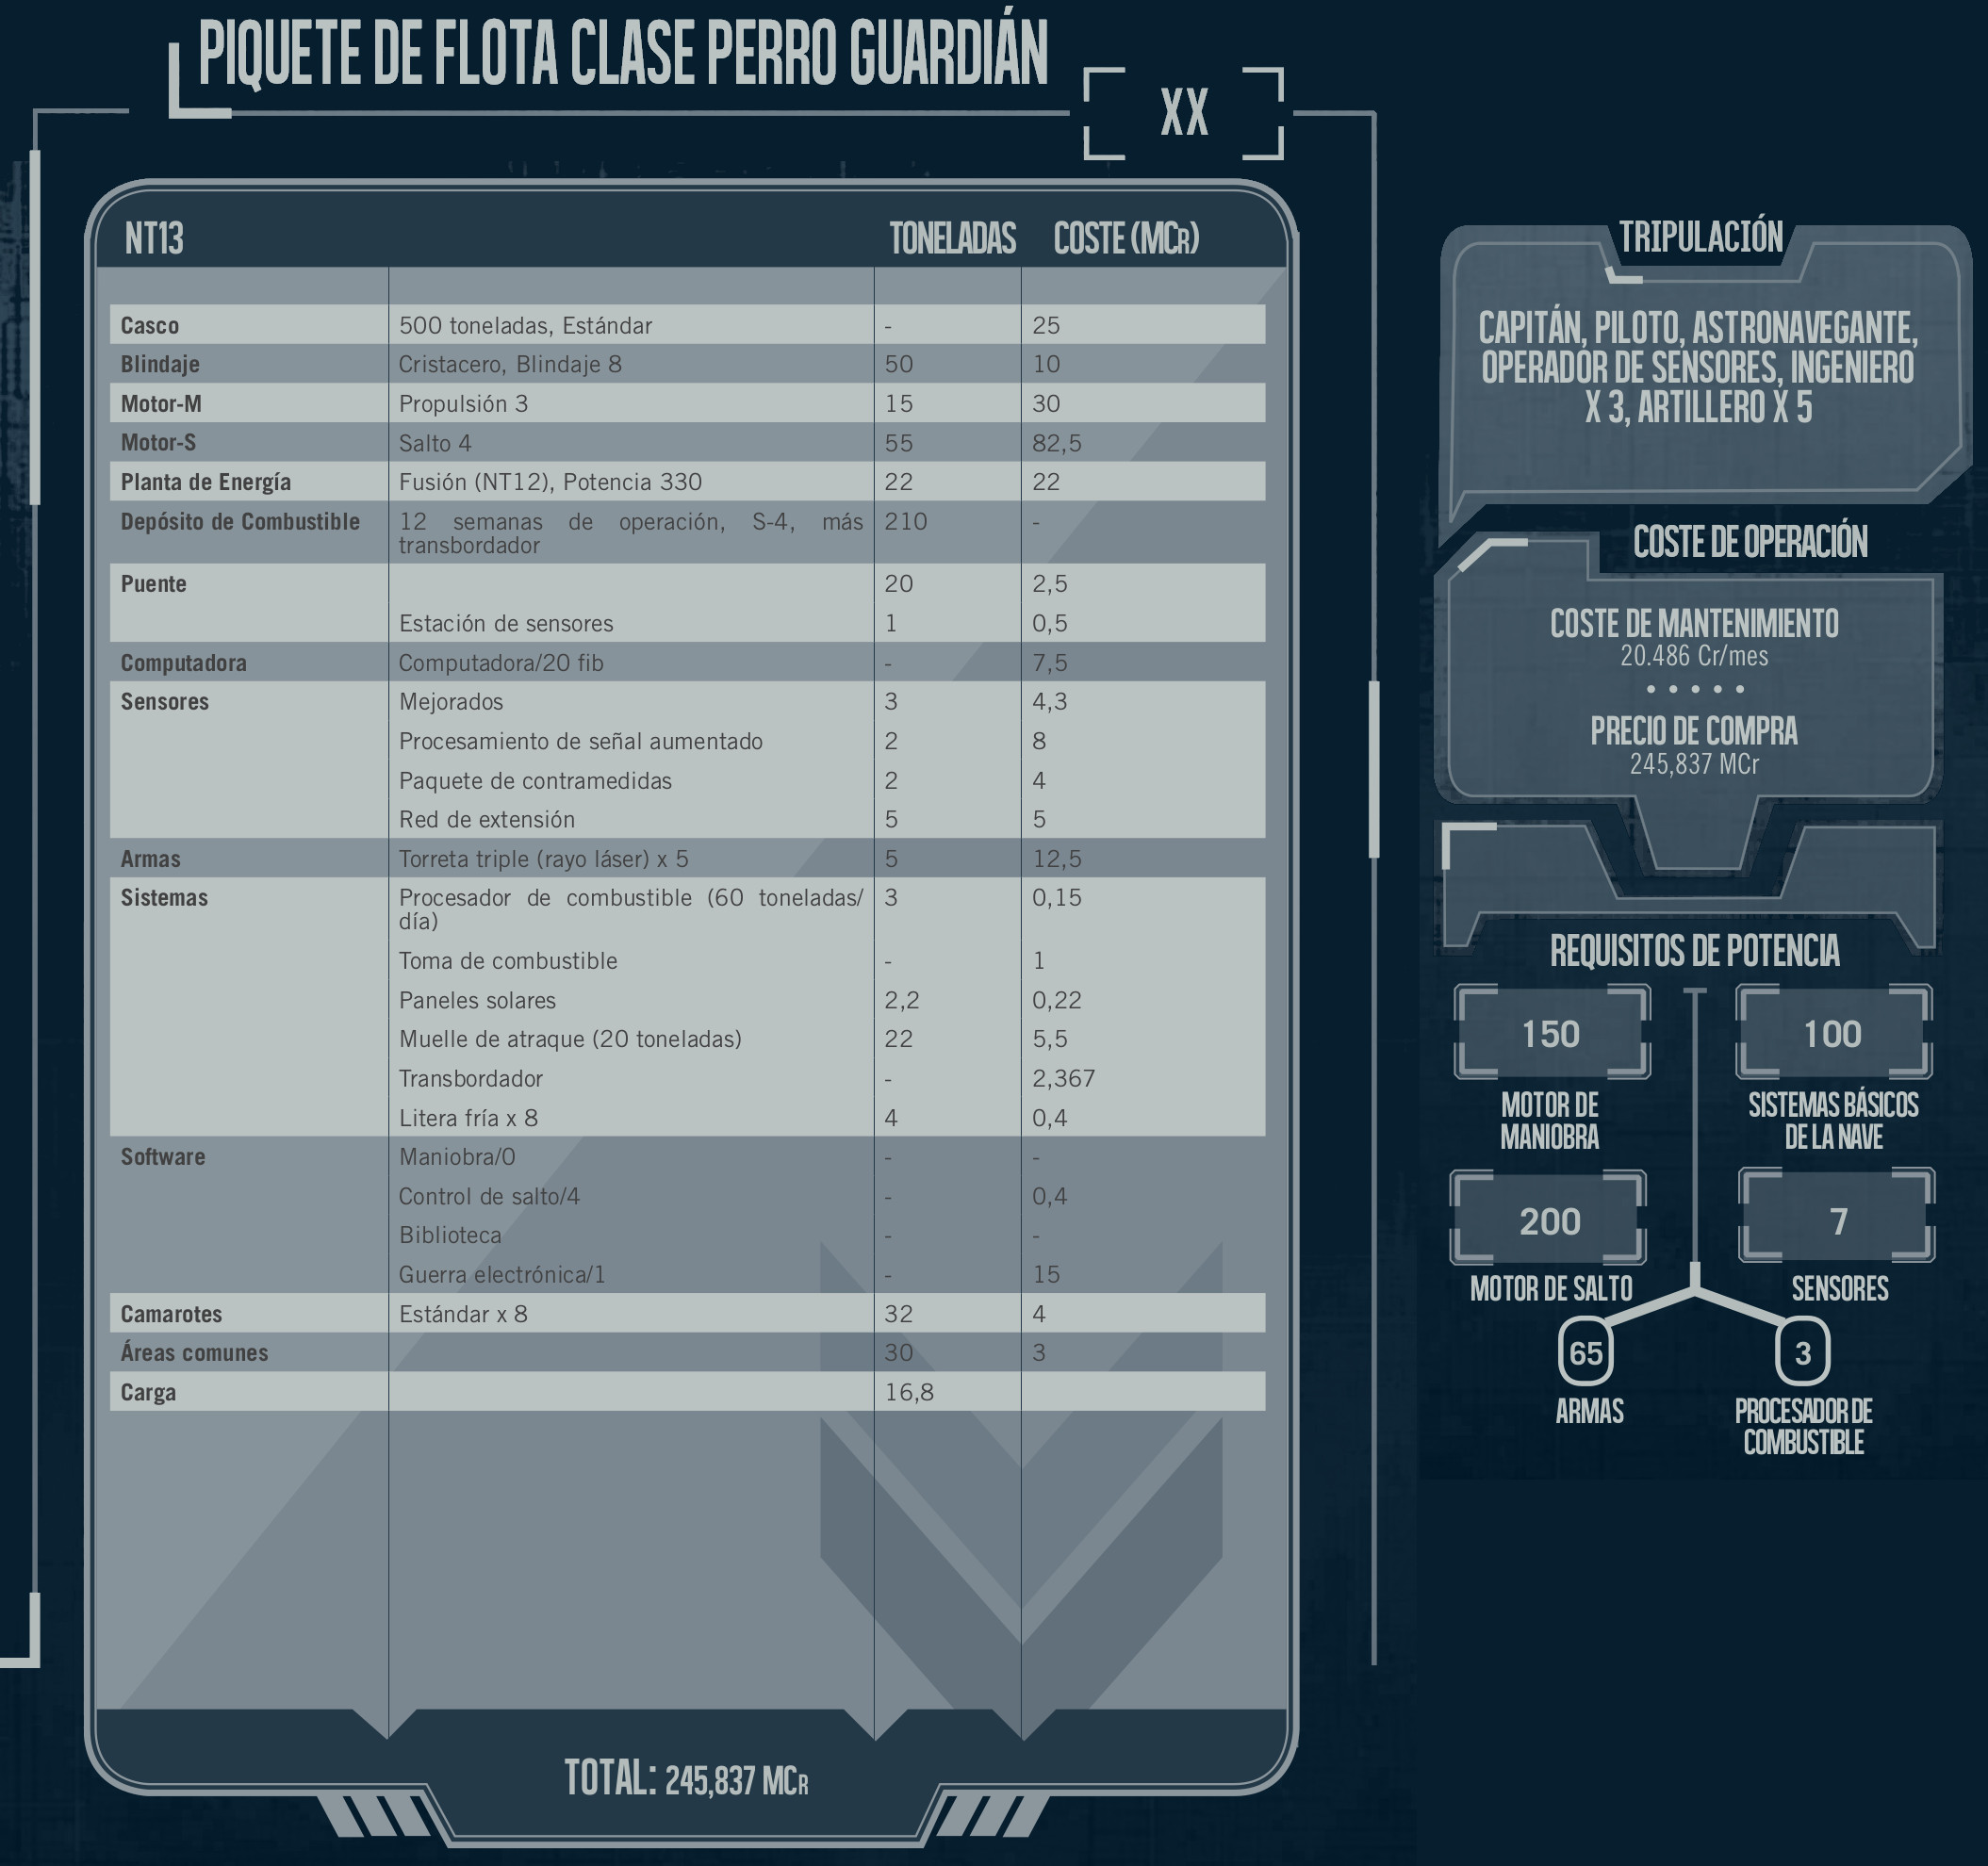 PIQUETE DE FLOTA CLASE PERRO GUARDIÁN
XX
NT13 TONELADAS COSTE (MCR)
Casco 500 toneladas, Estándar - 25
Blindaje Cristacero, Blindaje 8 50 10
Motor-M Propulsión 3 15 30
Motor-S Salto 4 55 82,5
Planta de Energía Fusión (NT12), Potencia 330 22 22
Depósito de Combustible 12 semanas de operación, S-4, más 210 -
transbordador
Puente 20 2,5
Estación de sensores 1 0,5
Computadora Computadora/20 fib - 7,5
Sensores Mejorados 3 4,3
Procesamiento de señal aumentado 2 8
Paquete de contramedidas 2 4
Red de extensión 5 5
Armas Torreta triple (rayo láser) x 5 5 12,5
Sistemas Procesador de combustible (60 toneladas/ 3 0,15
día)
Toma de combustible - 1
Paneles solares 2,2 0,22
Muelle de atraque (20 toneladas) 22 5,5
Transbordador - 2,367
Litera fría x 8 4 0,4
Software Maniobra/0 - -
Control de salto/4 - 0,4
Biblioteca - -
Guerra electrónica/1 - 15
Camarotes Estándar x 8 32 4
Áreas comunes 30 3
Carga 16,8
TOTAL: 245,837 MCR
TRIPULACIÓN
CAPITÁN, PILOTO, ASTRONAVEGANTE,
OPERADOR DE SENSORES, INGENIERO
X 3, ARTILLERO X 5
COSTE DE OPERACIÓN
COSTE DE MANTENIMIENTO
20.486 Cr/mes
• • • • •
PRECIO DE COMPRA
245,837 MCr
REQUISITOS DE POTENCIA
150 100
MOTOR DE SISTEMAS BÁSICOS
MANIOBRA DE LA NAVE
200 7
MOTOR DE SALTO SENSORES
65 3
ARMAS PROCESADOR DE
COMBUSTIBLE